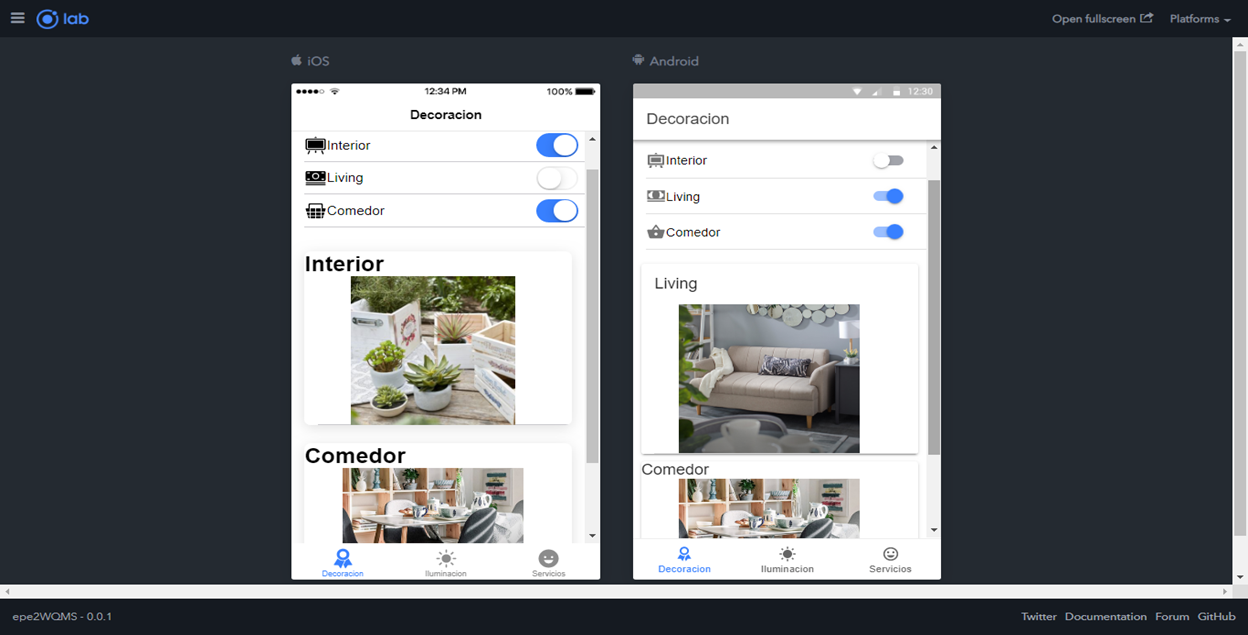 lab
Open fullscreen
Platforms
iOS
12:34 PM
100%
Decoracion
Interior
Living
Comedor
Interior
Comedor
Decoracion
Iluminacion
Servicios
Android
12:30
Decoracion
Interior
Living
Comedor
Living
Comedor
Decoracion
Iluminacion
Servicios
epe2WQMS - 0.0.1
Twitter Documentation Forum GitHub